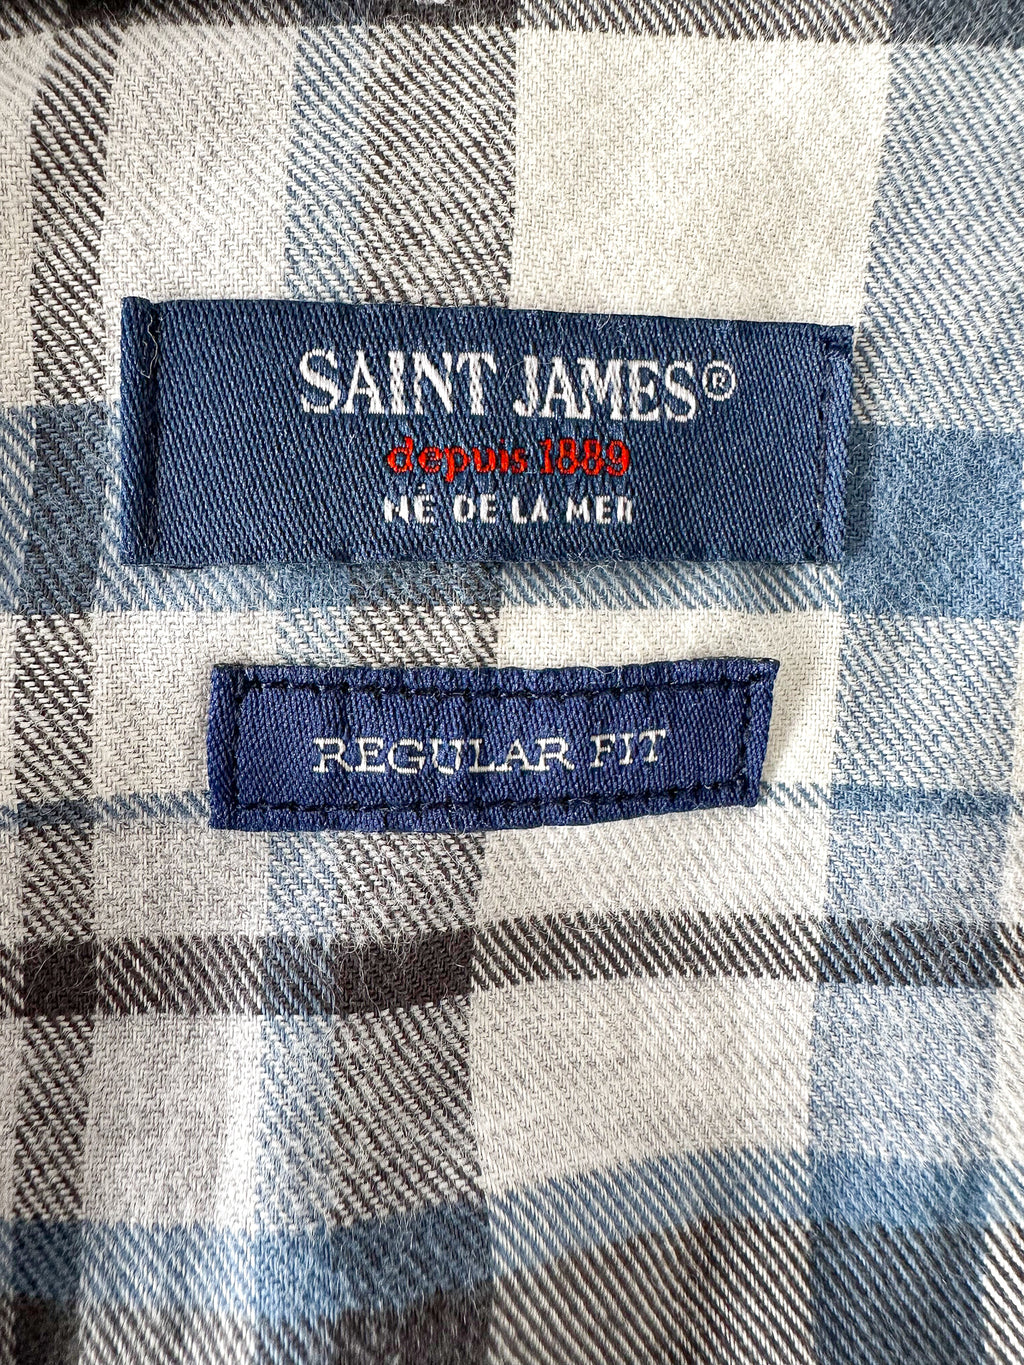 SAINT JAMES®
depuis 1889
NÉ DE LA MER
REGULAR FIT